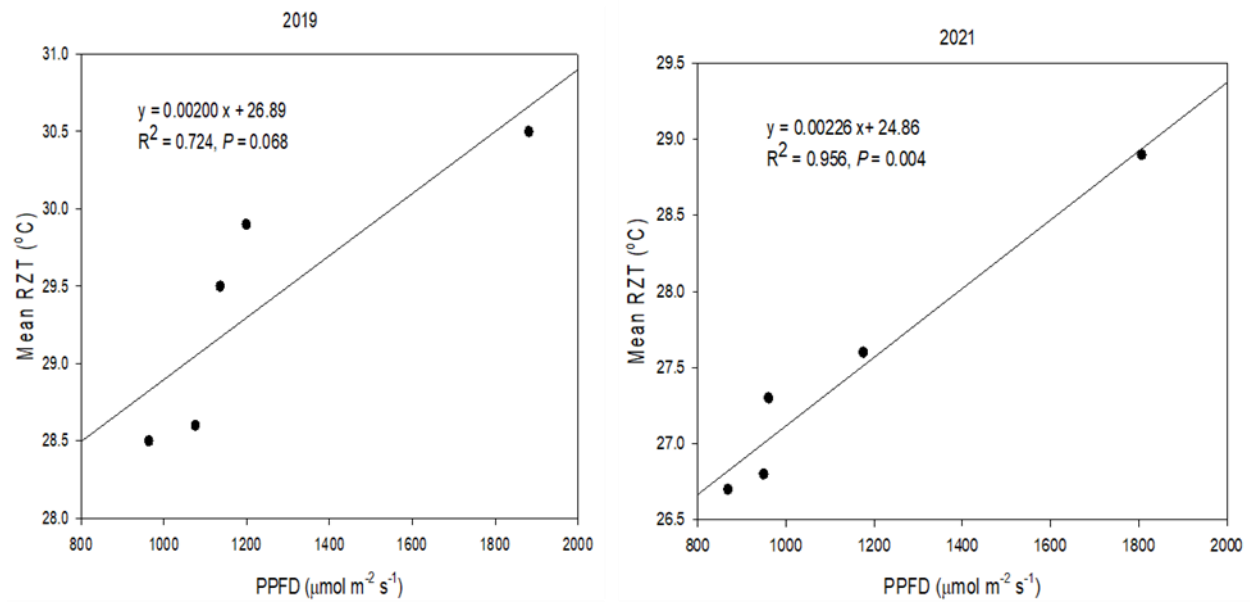 2019
31.0
30.5
30.0
29.5
29.0
28.5
28.0
Mean RZT (°C)
y = 0.00200 x + 26.89
R² = 0.724, P = 0.068
800 1000 1200 1400 1600 1800 2000
PPFD (μmol m⁻² s⁻¹)
2021
29.5
29.0
28.5
28.0
27.5
27.0
26.5
Mean RZT (°C)
y = 0.00226 x + 24.86
R² = 0.956, P = 0.004
800 1000 1200 1400 1600 1800 2000
PPFD (μmol m⁻² s⁻¹)